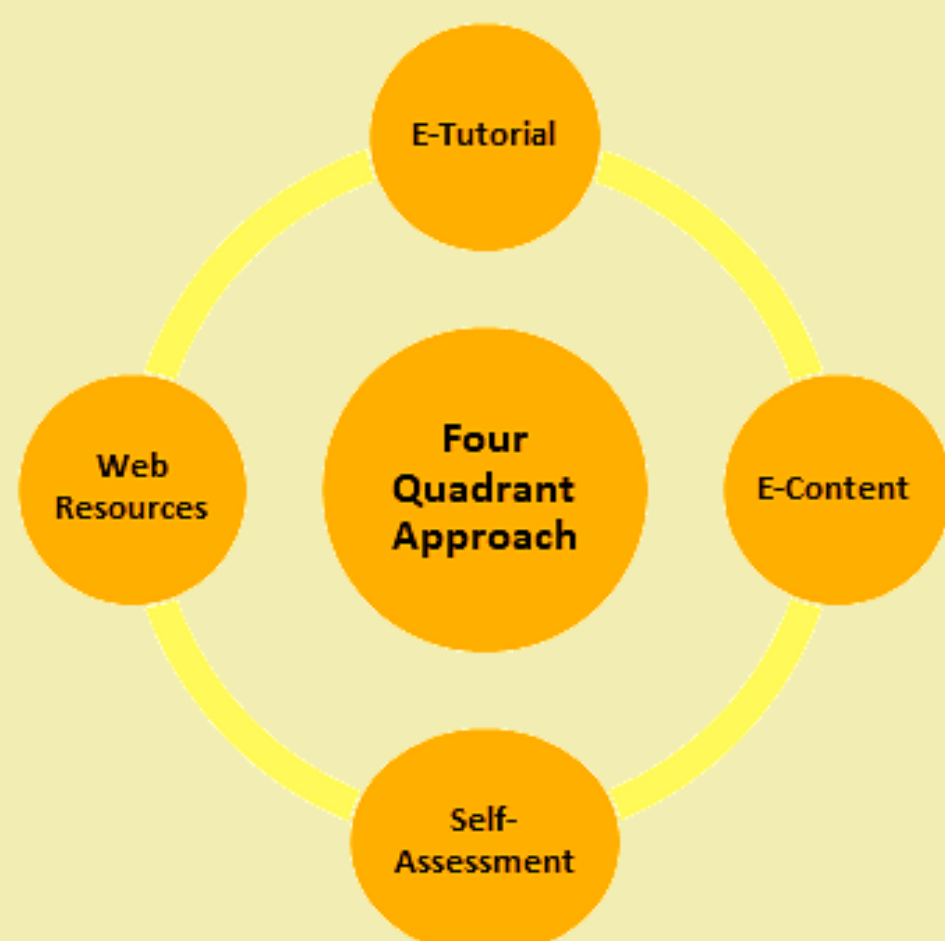 E-Tutorial
Web
Resources
Four
Quadrant
Approach
E-Content
Self-
Assessment